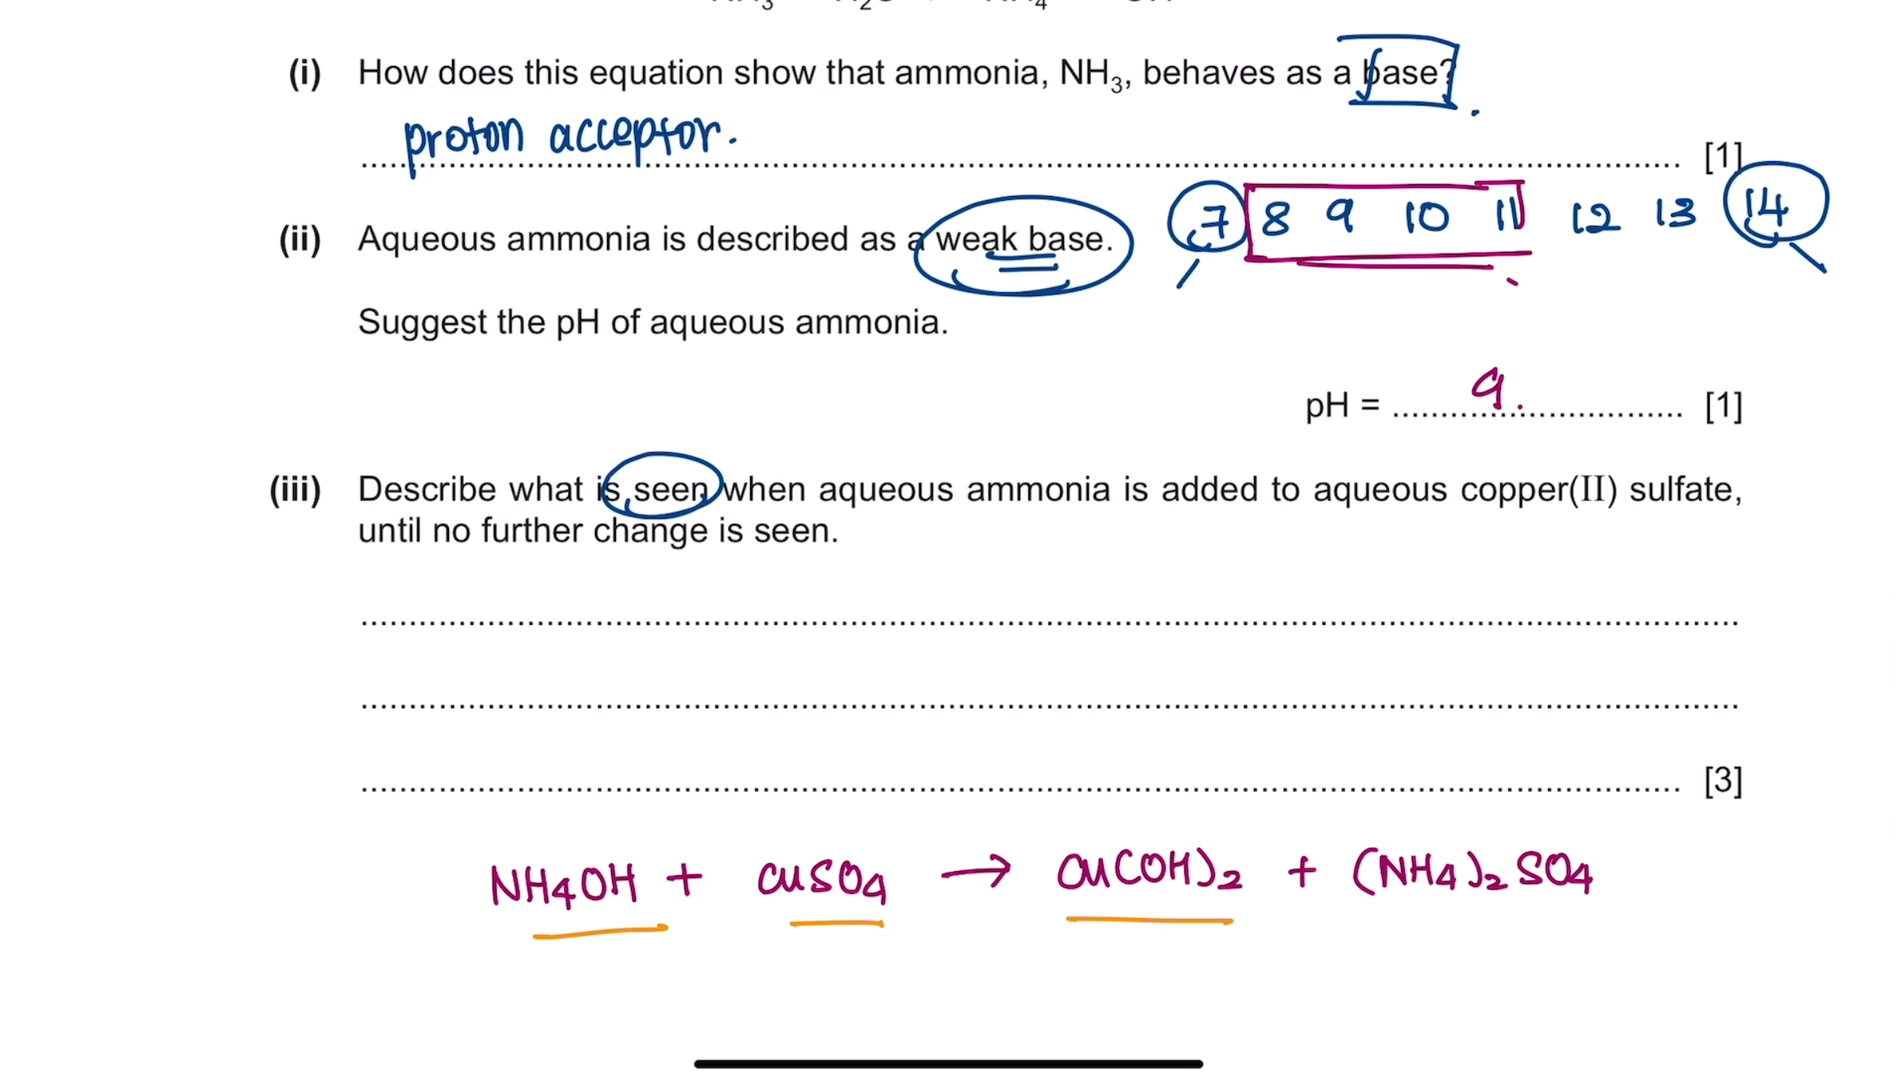 (i) How does this equation show that ammonia, NH₃, behaves as a base?
proton acceptor.
[1]
7 8 9 10 11 12 13 14
(ii) Aqueous ammonia is described as a weak base.
Suggest the pH of aqueous ammonia.
pH = 9. [1]
(iii) Describe what is seen when aqueous ammonia is added to aqueous copper(II) sulfate,
until no further change is seen.
[3]
NH4OH + CuSO4 → Cu(OH)2 + (NH4)2 SO4